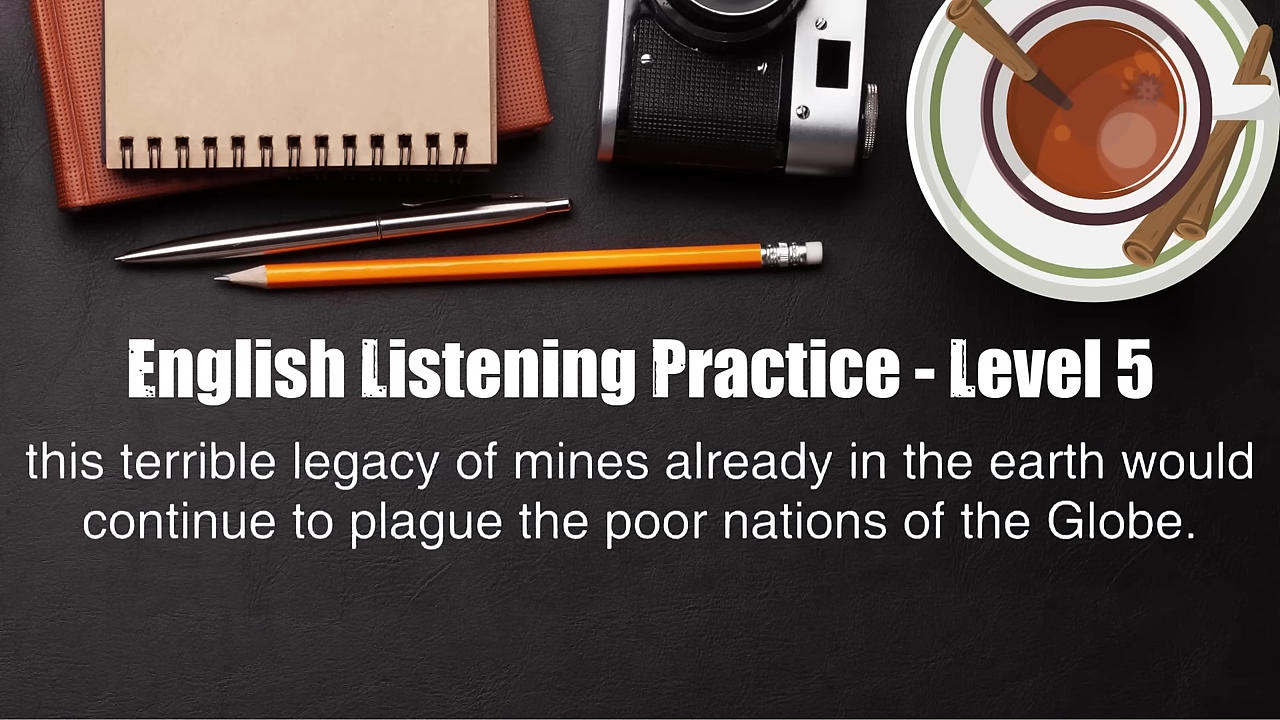 English Listening Practice - Level 5
this terrible legacy of mines already in the earth would
continue to plague the poor nations of the Globe.